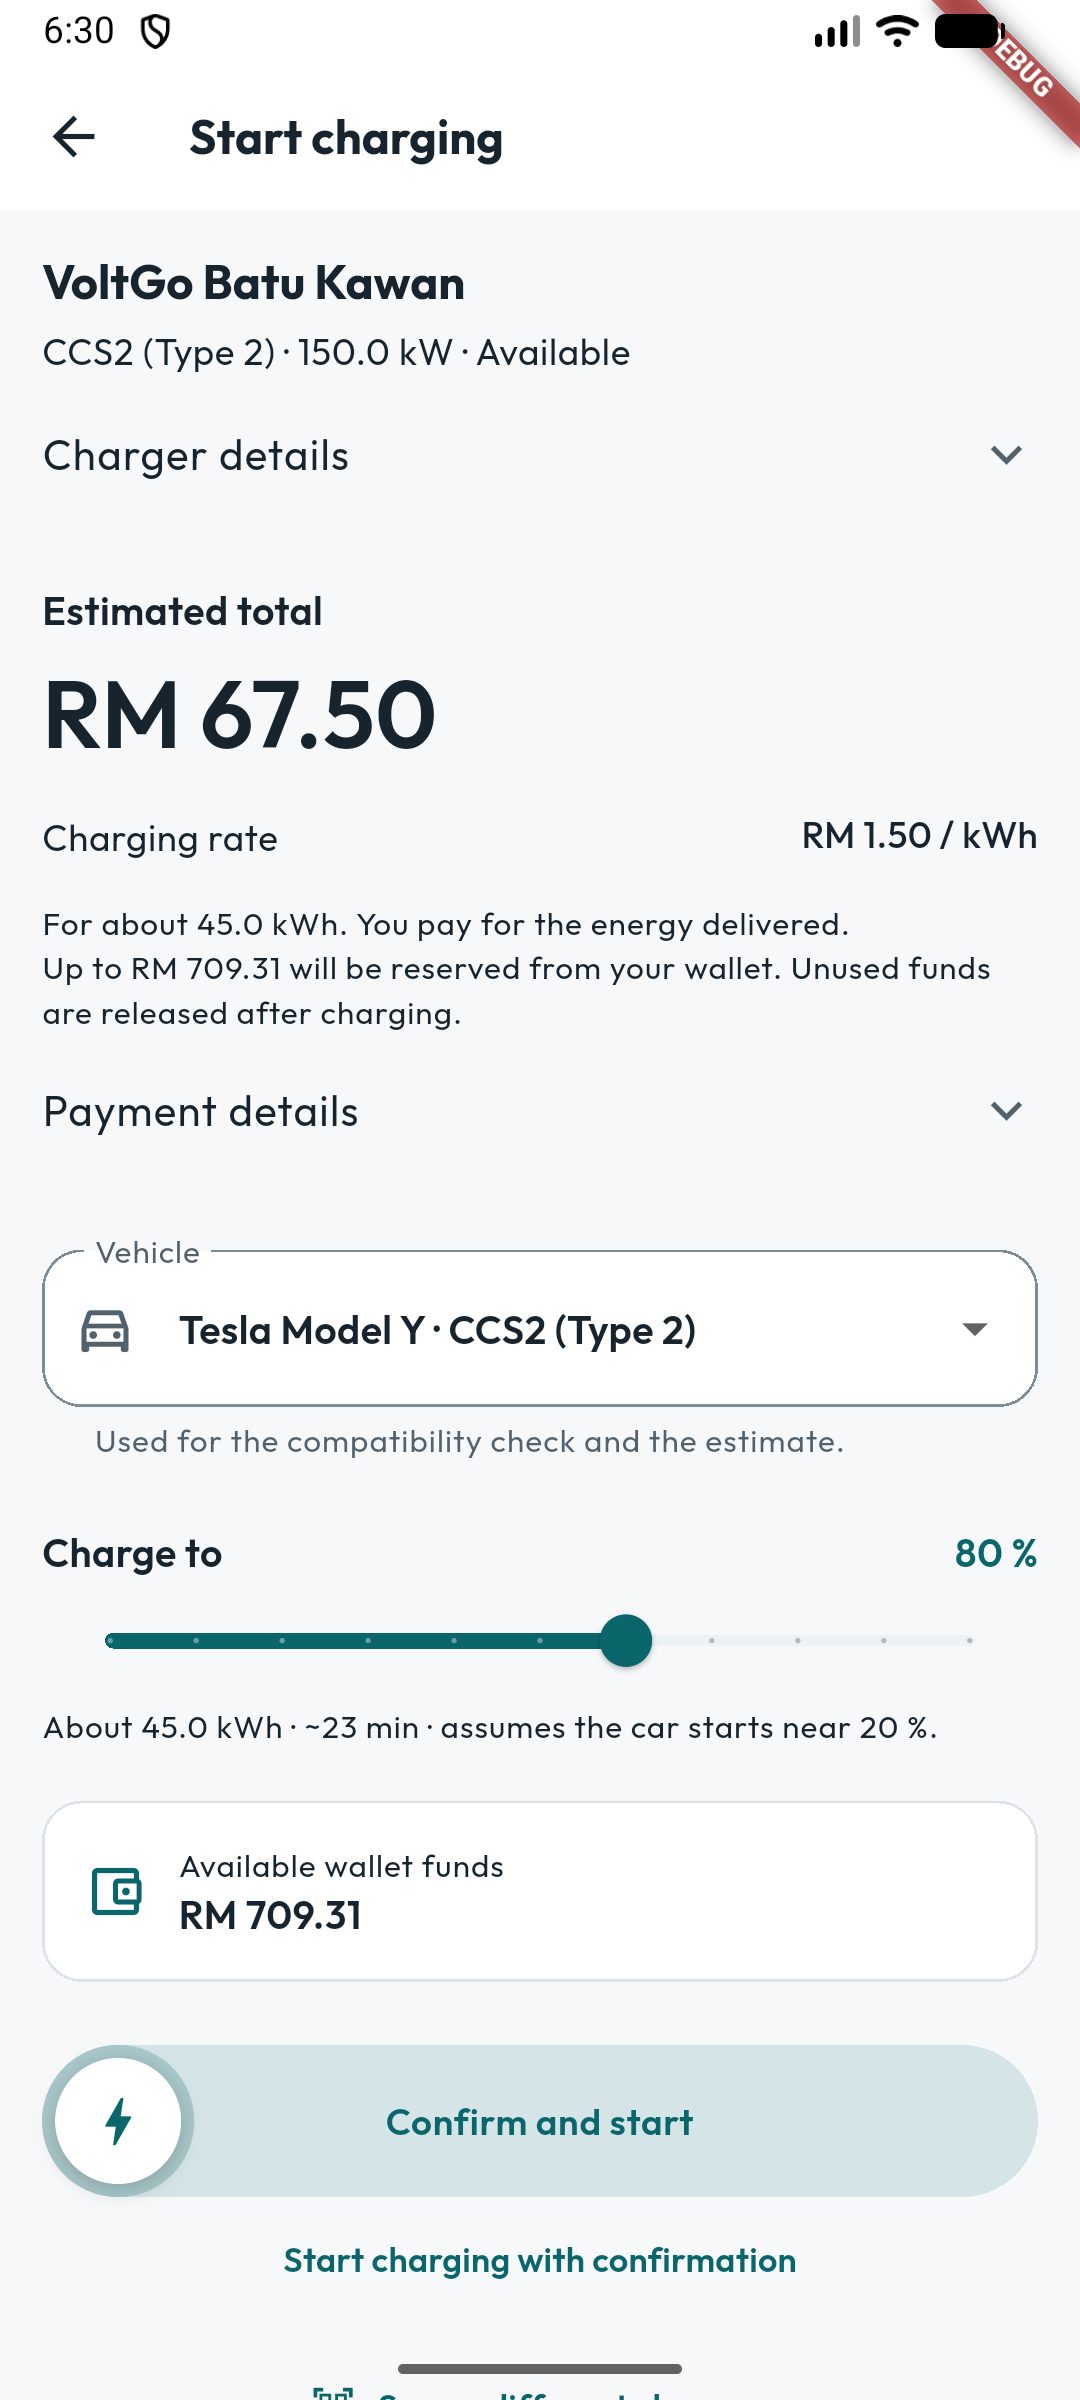 6:30
EBUG
Start charging
VoltGo Batu Kawan
CCS2 (Type 2) · 150.0 kW · Available
Charger details
Estimated total
RM 67.50
Charging rate
RM 1.50 / kWh
For about 45.0 kWh. You pay for the energy delivered.
Up to RM 709.31 will be reserved from your wallet. Unused funds
are released after charging.
Payment details
Vehicle
Tesla Model Y · CCS2 (Type 2)
Used for the compatibility check and the estimate.
Charge to
80 %
About 45.0 kWh · ~23 min · assumes the car starts near 20 %.
Available wallet funds
RM 709.31
Confirm and start
Start charging with confirmation